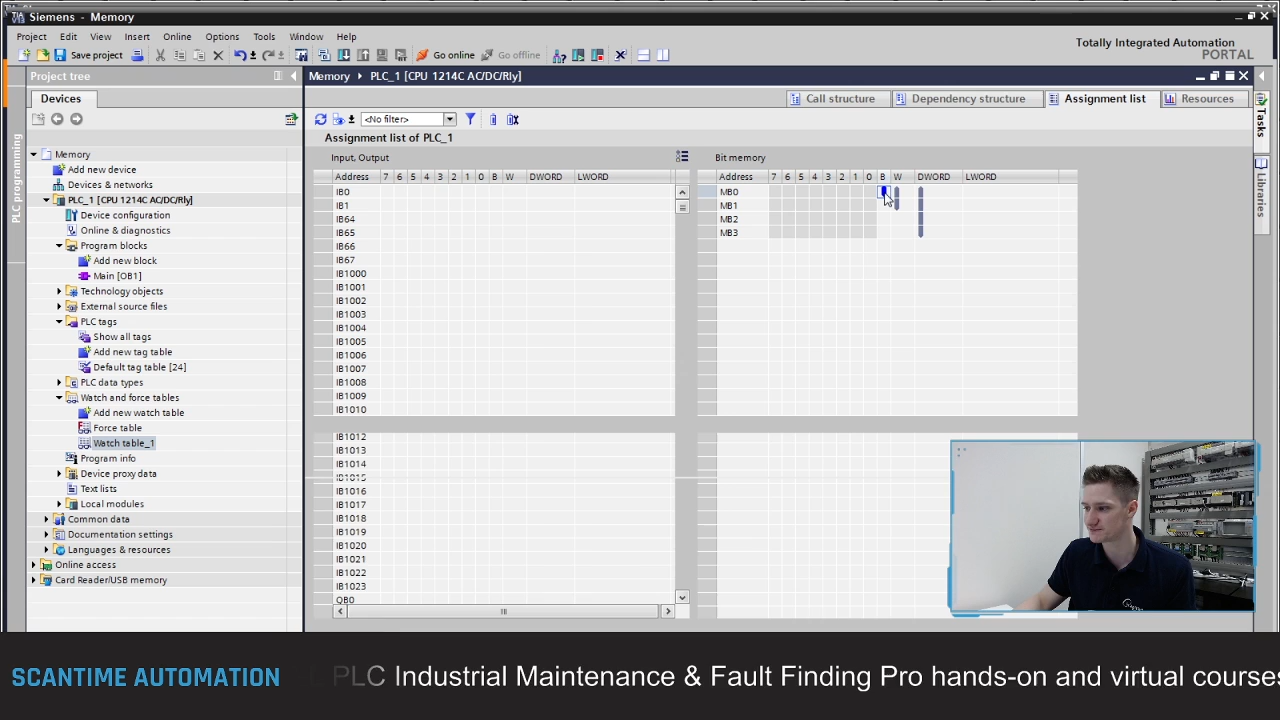 Siemens - Memory
Project Edit View Insert Online Options Tools Window Help
Totally Integrated Automation
PORTAL
Save project
Go online
Go offline
Project tree
Memory PLC_1 [CPU 1214C AC/DC/Rly]
Devices
Call structure
Dependency structure
Assignment list
Resources
<No filter>
Assignment list of PLC_1
PLC programming
Tasks
Libraries
Memory
Add new device
Devices & networks
PLC_1 [CPU 1214C AC/DC/Rly]
Device configuration
Online & diagnostics
Program blocks
Add new block
Main [OB1]
Technology objects
External source files
PLC tags
Show all tags
Add new tag table
Default tag table [24]
PLC data types
Watch and force tables
Add new watch table
Force table
Watch table_1
Program info
Device proxy data
Text lists
Local modules
Common data
Documentation settings
Languages & resources
Online access
Card Reader/USB memory
Input, Output
Address 7 6 5 4 3 2 1 0 B W DWORD LWORD
IB0
IB1
IB64
IB65
IB66
IB67
IB1000
IB1001
IB1002
IB1003
IB1004
IB1005
IB1006
IB1007
IB1008
IB1009
IB1010
IB1012
IB1013
IB1014
IB1015
IB1016
IB1017
IB1018
IB1019
IB1020
IB1021
IB1022
IB1023
QB0
Bit memory
Address 7 6 5 4 3 2 1 0 B W DWORD LWORD
MB0
MB1
MB2
MB3
SCANTIME AUTOMATION
PLC Industrial Maintenance & Fault Finding Pro hands-on and virtual courses